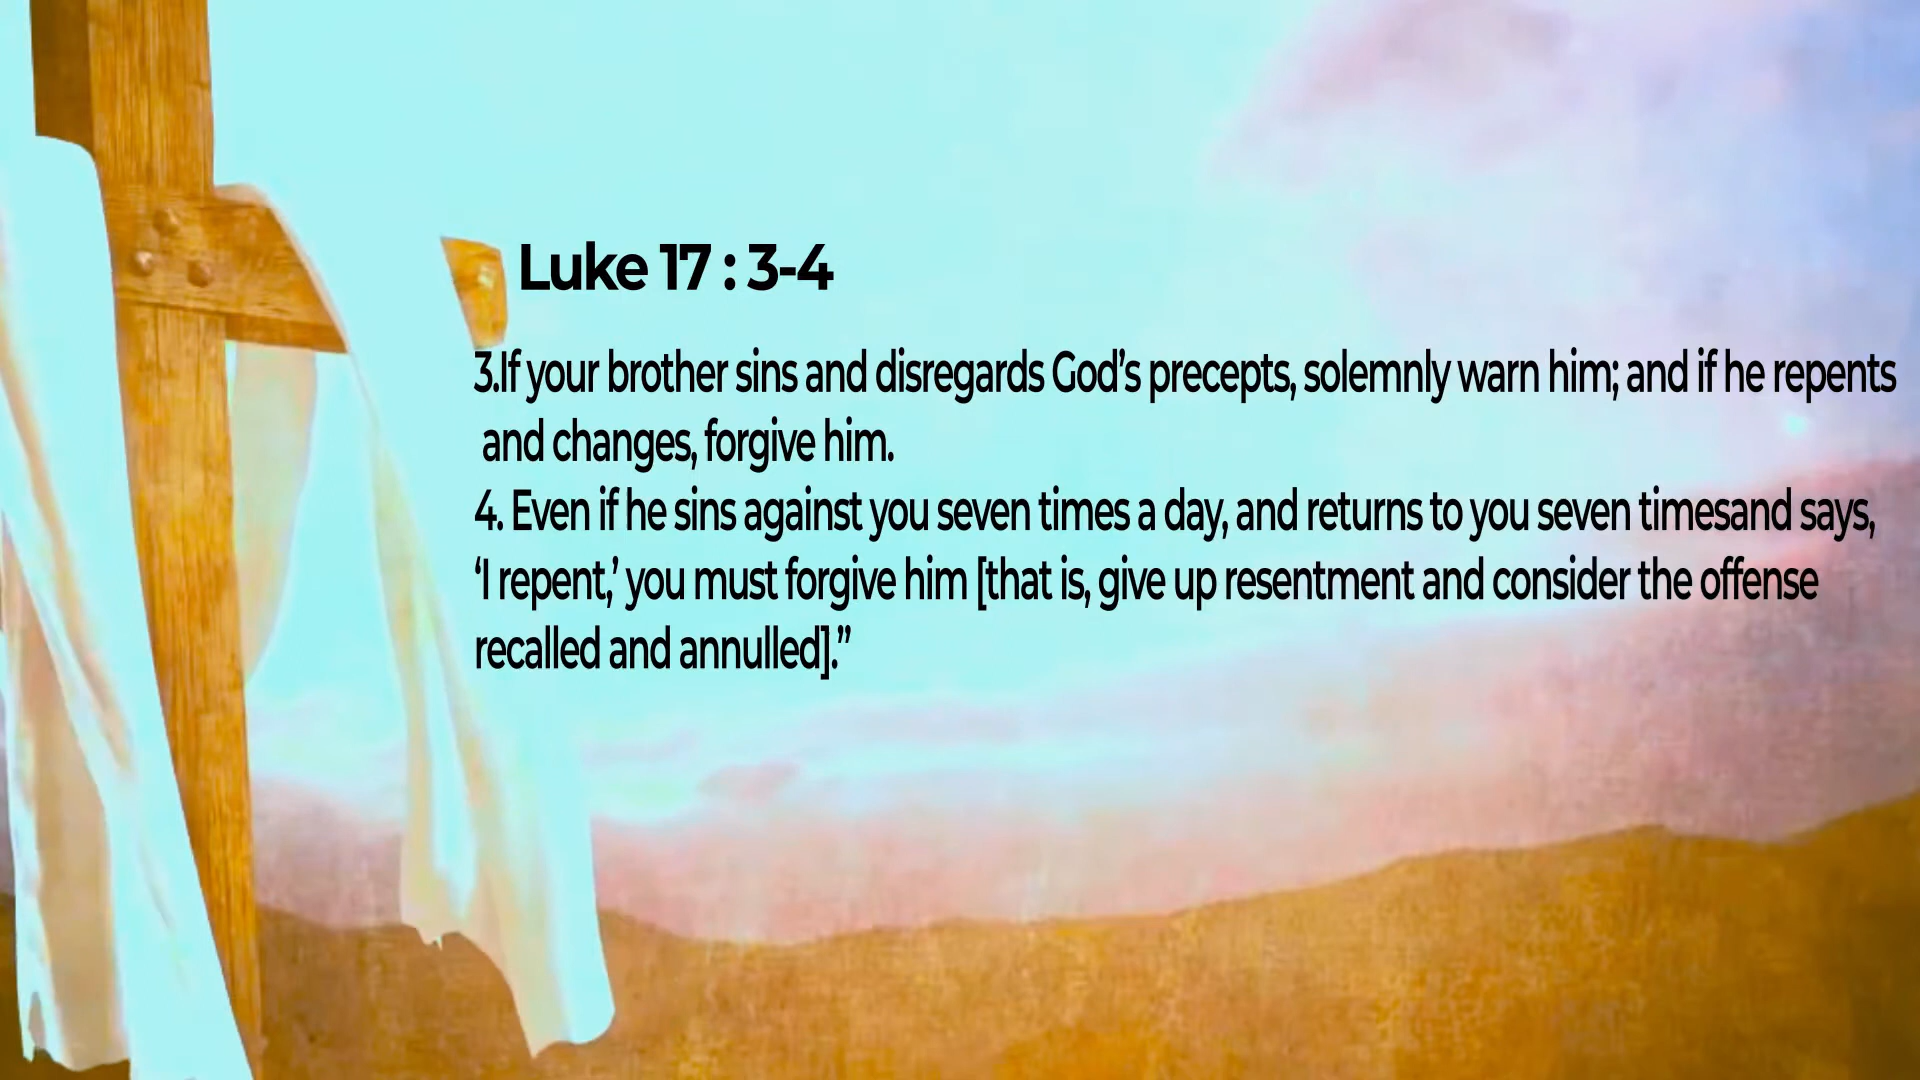 Luke 17 : 3-4
3.If your brother sins and disregards God’s precepts, solemnly warn him; and if he repents
and changes, forgive him.
4. Even if he sins against you seven times a day, and returns to you seven timesand says,
‘I repent,’ you must forgive him [that is, give up resentment and consider the offense
recalled and annulled].”